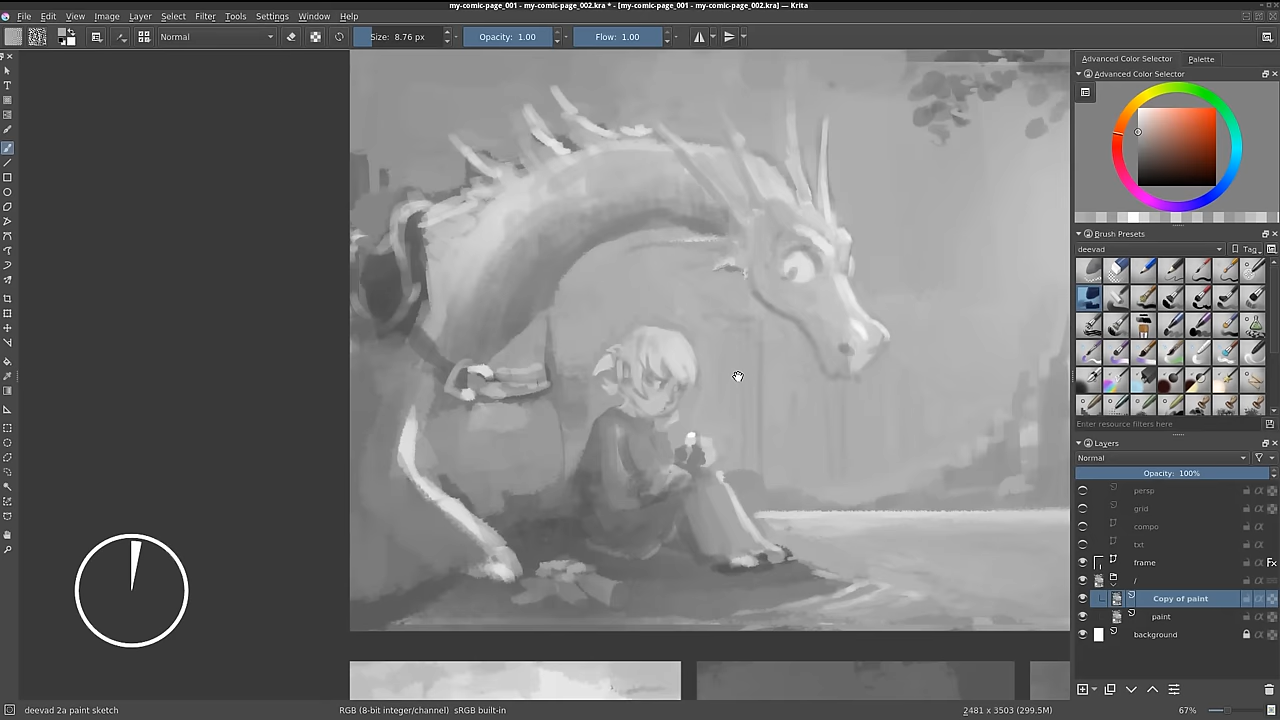 my-comic-page_001 - my-comic-page_002.kra * - [my-comic-page_001 - my-comic-page_002.kra] — Krita
File Edit View Image Layer Select Filter Tools Settings Window Help
Normal Size: 8.76 px Opacity: 1.00 Flow: 1.00
Advanced Color Selector Palette
Advanced Color Selector
Brush Presets
deevad Tag
Enter resource filters here
Layers
Normal
Opacity: 100%
persp
grid
compo
txt
frame fx
/
Copy of paint
paint
background
deevad 2a paint sketch RGB (8-bit integer/channel) sRGB built-in 2481 x 3503 (299.5M) 67%